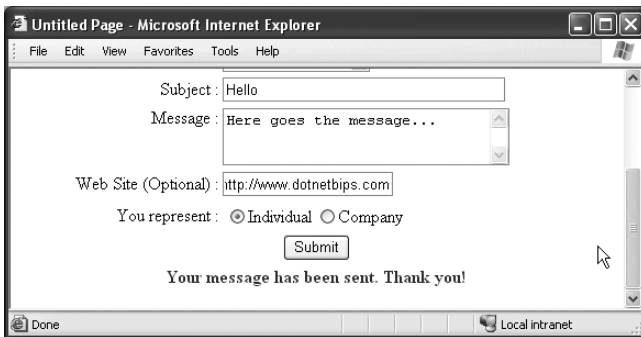 Untitled Page - Microsoft Internet Explorer
File Edit View Favorites Tools Help
Subject : Hello
Message : Here goes the message...
Web Site (Optional) : http://www.dotnetbips.com
You represent : Individual Company
Submit
Your message has been sent. Thank you!
Done Local intranet